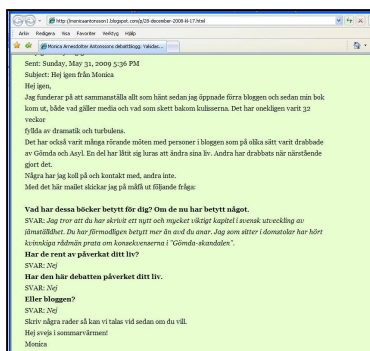 http://monicaantonsson1.blogspot.com/p/28-december-2009-kl-17.html
Arkiv Redigera Visa Favoriter Verktyg Hjälp
Monica Arnesdotter Antonssons debattblogg: Yakidas...
Sent: Sunday, May 31, 2009 5:36 PM
Subject: Hej igen från Monica
Hej igen,
Jag funderar på att sammanställa allt som hänt sedan jag öppnade förra bloggen och sedan min bok
kom ut, både vad gäller media och vad som skett bakom kulisserna. Det har onekligen varit 32
veckor
fyllda av dramatik och turbulens.
Det har också varit många rörande möten med personer i bloggen som på olika sätt varit drabbade
av Gömda och Asyl. En del har låtit sig luras att ändra sina liv. Andra har drabbats när närstående
gjort det.
Några har jag koll på och kontakt med, andra inte.
Med det här mailet skickar jag på måfå ut följande fråga:
Vad har dessa böcker betytt för dig? Om de nu har betytt något.
SVAR: Jag tror att du har skrivit ett nytt och mycket viktigt kapitel i svensk utveckling av
jämställdhet. Du har förmodligen betytt mer än avd du anar. Jag som sitter i domstolar har hört
kvinnkiga rådmän prata om konsekvenserna i "Gömda-skandalen".
Har de rent av påverkat ditt liv?
SVAR: Nej
Har den här debatten påverket ditt liv.
SVAR: Nej
Eller bloggen?
SVAR: Nej
Skriv några rader så kan vi talas vid sedan om du vill.
Hej svejs i sommarvärmen!
Monica